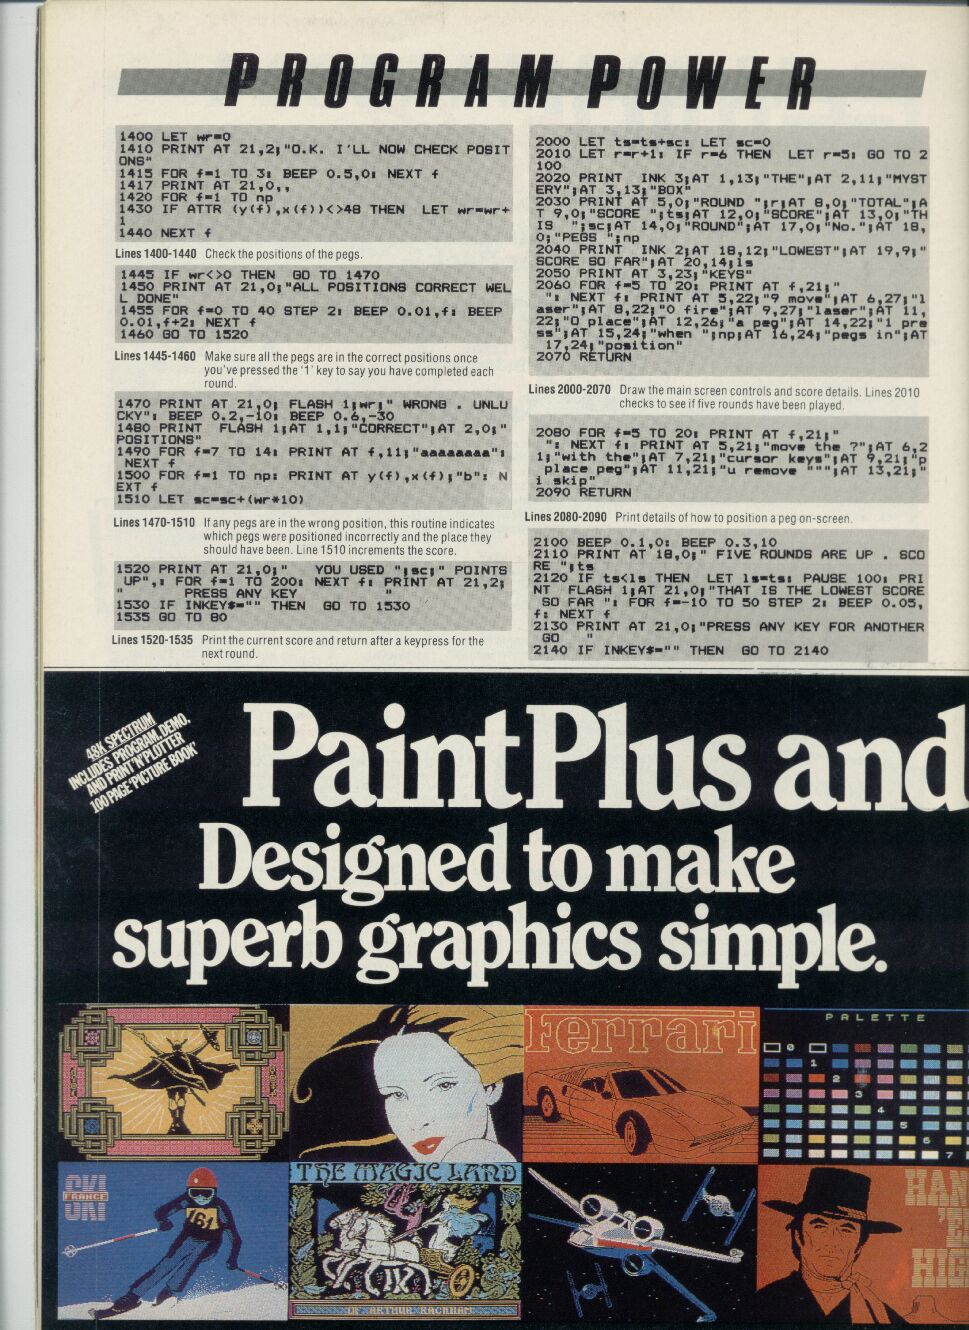 PROGRAM POWER
1400 LET wr=0
1410 PRINT AT 21,2;"O.K. I'LL NOW CHECK POSIT
ONS"
1415 FOR f=1 TO 3: BEEP 0.5,0: NEXT f
1417 PRINT AT 21,0,,
1420 FOR f=1 TO np
1430 IF ATTR (y(f),x(f))<>48 THEN LET wr=wr+
1
1440 NEXT f
Lines 1400-1440 Check the positions of the pegs.
1445 IF wr<>0 THEN GO TO 1470
1450 PRINT AT 21,0;"ALL POSITIONS CORRECT WEL
L DONE"
1455 FOR f=0 TO 40 STEP 2: BEEP 0.01,f: BEEP
0.01,f+2: NEXT f
1460 GO TO 1520
Lines 1445-1460 Make sure all the pegs are in the correct positions once
you've pressed the '1' key to say you have completed each
round.
1470 PRINT AT 21,0; FLASH 1;wr;" WRONG . UNLU
CKY": BEEP 0.2,-10: BEEP 0.6,-30
1480 PRINT FLASH 1;AT 1,1;"CORRECT";AT 2,0;"
POSITIONS"
1490 FOR f=7 TO 14: PRINT AT f,11;"aaaaaaaa":
NEXT f
1500 FOR f=1 TO np: PRINT AT y(f),x(f);"b": N
EXT f
1510 LET sc=sc+(wr*10)
Lines 1470-1510 If any pegs are in the wrong position, this routine indicates
which pegs were positioned incorrectly and the place they
should have been. Line 1510 increments the score.
1520 PRINT AT 21,0;" YOU USED ";sc;" POINTS
UP",: FOR f=1 TO 200: NEXT f: PRINT AT 21,2;
" PRESS ANY KEY "
1530 IF INKEY$="" THEN GO TO 1530
1535 GO TO 80
Lines 1520-1535 Print the current score and return after a keypress for the
next round.
2000 LET ts=ts+sc: LET sc=0
2010 LET r=r+1: IF r=6 THEN LET r=5: GO TO 2
100
2020 PRINT INK 3;AT 1,13;"THE";AT 2,11;"MYST
ERY";AT 3,13;"BOX"
2030 PRINT AT 5,0;"ROUND ";r;AT 8,0;"TOTAL";A
T 9,0;"SCORE ";ts;AT 12,0;"SCORE";AT 13,0;"TH
IS ";sc;AT 14,0;"ROUND";AT 17,0;"No.";AT 18,
0;"PEGS ";np
2040 PRINT INK 2;AT 18,12;"LOWEST";AT 19,9;"
SCORE SO FAR";AT 20,14;ls
2050 PRINT AT 3,23;"KEYS"
2060 FOR f=5 TO 20: PRINT AT f,21;"
": NEXT f: PRINT AT 5,22;"9 move";AT 6,27;"l
aser";AT 8,22;"0 fire";AT 9,27;"laser";AT 11,
22;"O place";AT 12,26;"a peg";AT 14,22;"1 pre
ss";AT 15,24;"when ";np;AT 16,24;"pegs in";AT
17,24;"position"
2070 RETURN
Lines 2000-2070 Draw the main screen controls and score details. Lines 2010
checks to see if five rounds have been played.
2080 FOR f=5 TO 20: PRINT AT f,21;"
": NEXT f: PRINT AT 5,21;"move the ?";AT 6,2
1;"with the";AT 7,21;"cursor keys";AT 9,21;"p
place peg";AT 11,21;"u remove """;AT 13,21;"
i skip"
2090 RETURN
Lines 2080-2090 Print details of how to position a peg on-screen.
2100 BEEP 0.1,0: BEEP 0.3,10
2110 PRINT AT 18,0;" FIVE ROUNDS ARE UP . SCO
RE ";ts
2120 IF ts<ls THEN LET ls=ts: PAUSE 100: PRI
NT FLASH 1;AT 21,0;"THAT IS THE LOWEST SCORE
SO FAR ": FOR f=-10 TO 50 STEP 2: BEEP 0.05,
f: NEXT f
2130 PRINT AT 21,0;"PRESS ANY KEY FOR ANOTHER
GO "
2140 IF INKEY$="" THEN GO TO 2140
48K SPECTRUM
INCLUDES PROGRAM, DEMO,
AND PRINT 'N' PLOTTER
100 PAGE 'PICTURE BOOK'
Paint Plus and
Designed to make
superb graphics simple.
Ferrari
PALETTE
0
1
2
3
4
5
6
7
SKI
FRANCE
SKI
161
THE MAGIC LAND
OF ARTHUR RACKHAM
HAN
'E
HIG